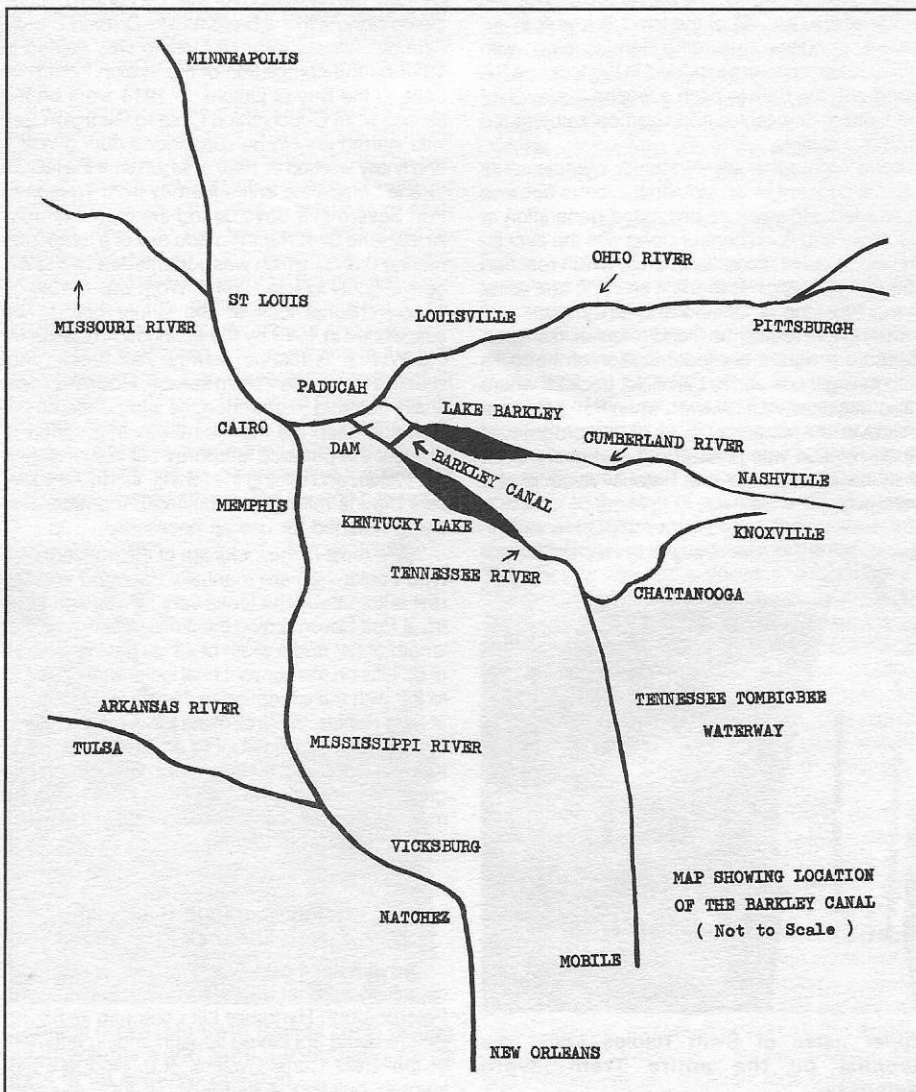 MINNEAPOLIS
OHIO RIVER
ST LOUIS
LOUISVILLE
MISSOURI RIVER
PITTSBURGH
PADUCAH
LAKE BARKLEY
CAIRO
DAM
CUMBERLAND RIVER
BARKLEY CANAL
NASHVILLE
MEMPHIS
KENTUCKY LAKE
KNOXVILLE
TENNESSEE RIVER
CHATTANOOGA
ARKANSAS RIVER
TENNESSEE TOMBIGBEE
WATERWAY
TULSA
MISSISSIPPI RIVER
VICKSBURG
MAP SHOWING LOCATION
OF THE BARKLEY CANAL
( Not to Scale )
NATCHEZ
MOBILE
NEW ORLEANS